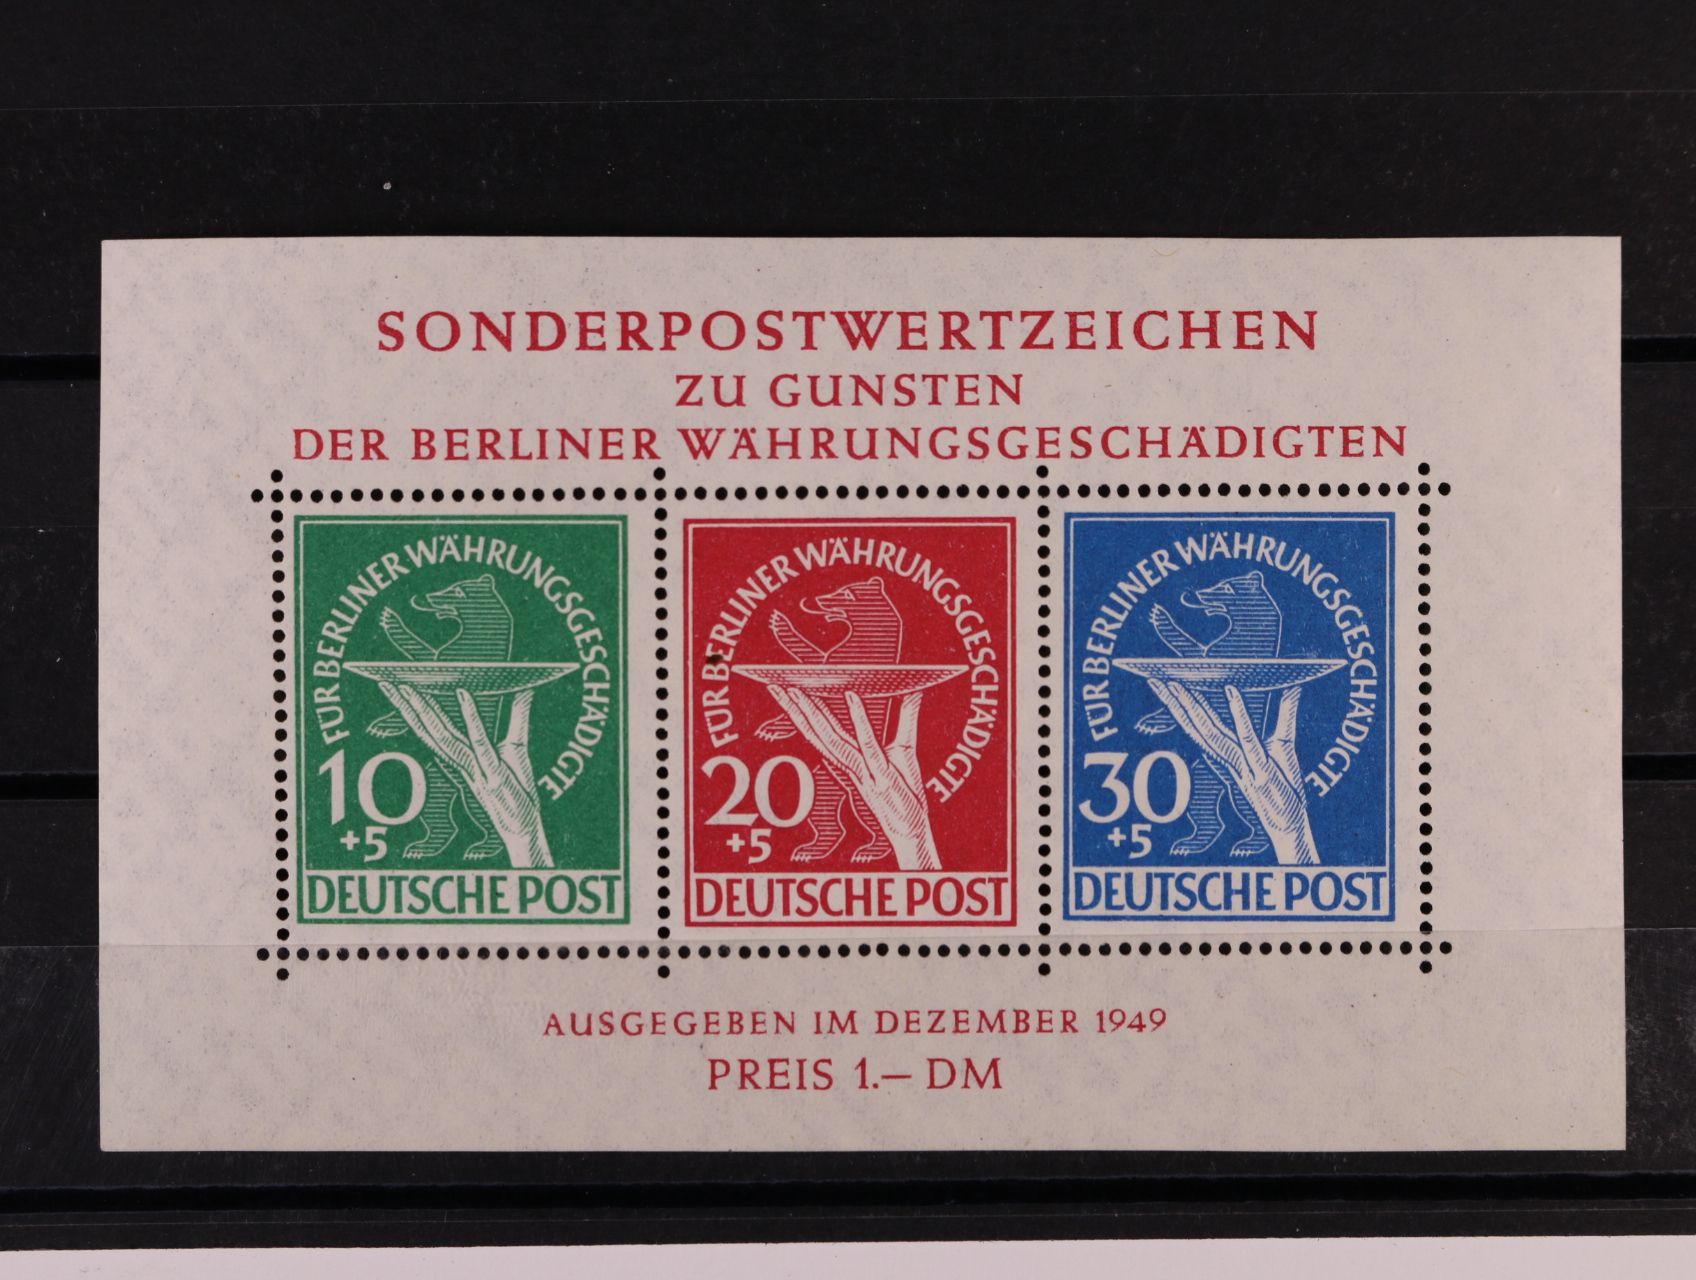 SONDERPOSTWERTZEICHEN
ZU GUNSTEN
DER BERLINER WÄHRUNGSGESCHÄDIGTEN
FÜR BERLINER WÄHRUNGSGESCHÄDIGTE
10
+5
DEUTSCHE POST
FÜR BERLINER WÄHRUNGSGESCHÄDIGTE
20
+5
DEUTSCHE POST
FÜR BERLINER WÄHRUNGSGESCHÄDIGTE
30
+5
DEUTSCHE POST
AUSGEGEBEN IM DEZEMBER 1949
PREIS 1.— DM